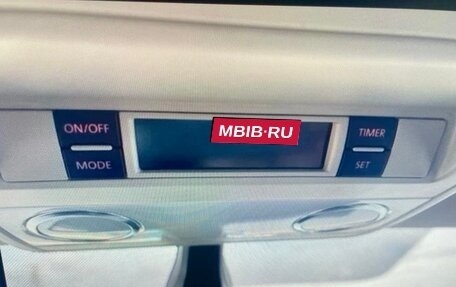 ON/OFF
MBIB·RU
TIMER
MODE
SET